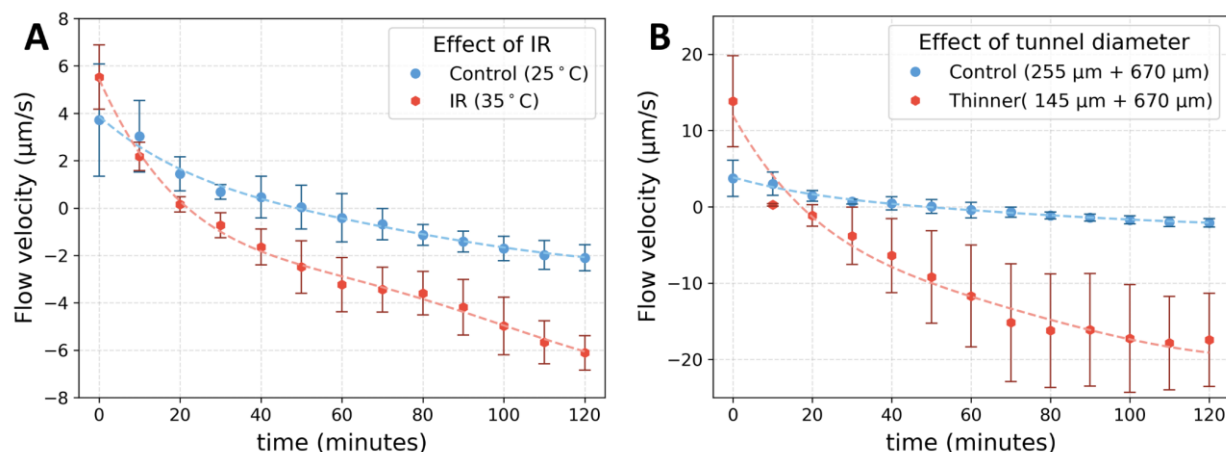 A
Effect of IR
Control (25°C)
IR (35°C)
Flow velocity (μm/s)
8
6
4
2
0
−2
−4
−6
−8
0 20 40 60 80 100 120
time (minutes)
B
Effect of tunnel diameter
Control (255 μm + 670 μm)
Thinner( 145 μm + 670 μm)
Flow velocity (μm/s)
20
10
0
−10
−20
0 20 40 60 80 100 120
time (minutes)